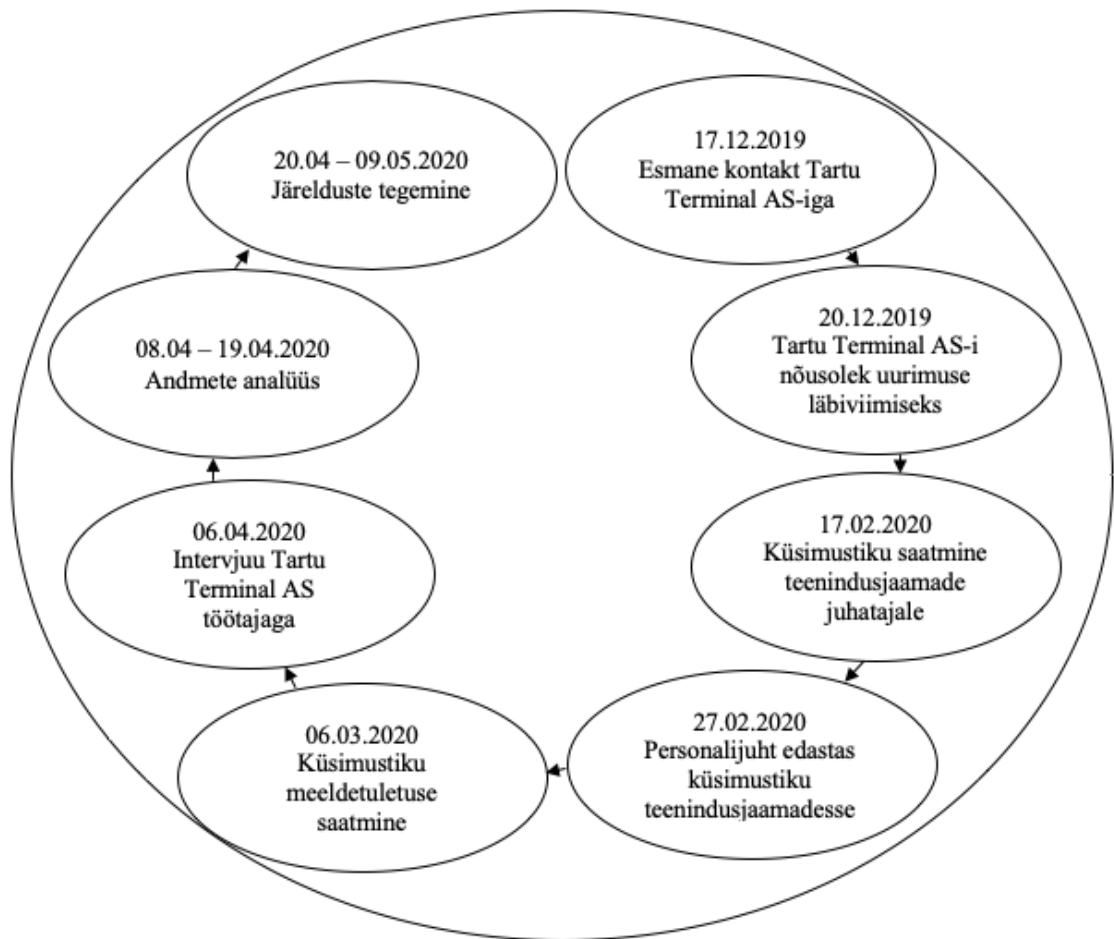 17.12.2019
Esmane kontakt Tartu
Terminal AS-iga
20.12.2019
Tartu Terminal AS-i
nõusolek uurimuse
läbiviimiseks
17.02.2020
Küsimustiku saatmine
teenindusjaamade
juhatajale
27.02.2020
Personalijuht edastas
küsimustiku
teenindusjaamadesse
06.03.2020
Küsimustiku
meeldetuletuse
saatmine
06.04.2020
Intervjuu Tartu
Terminal AS
töötajaga
08.04 – 19.04.2020
Andmete analüüs
20.04 – 09.05.2020
Järelduste tegemine